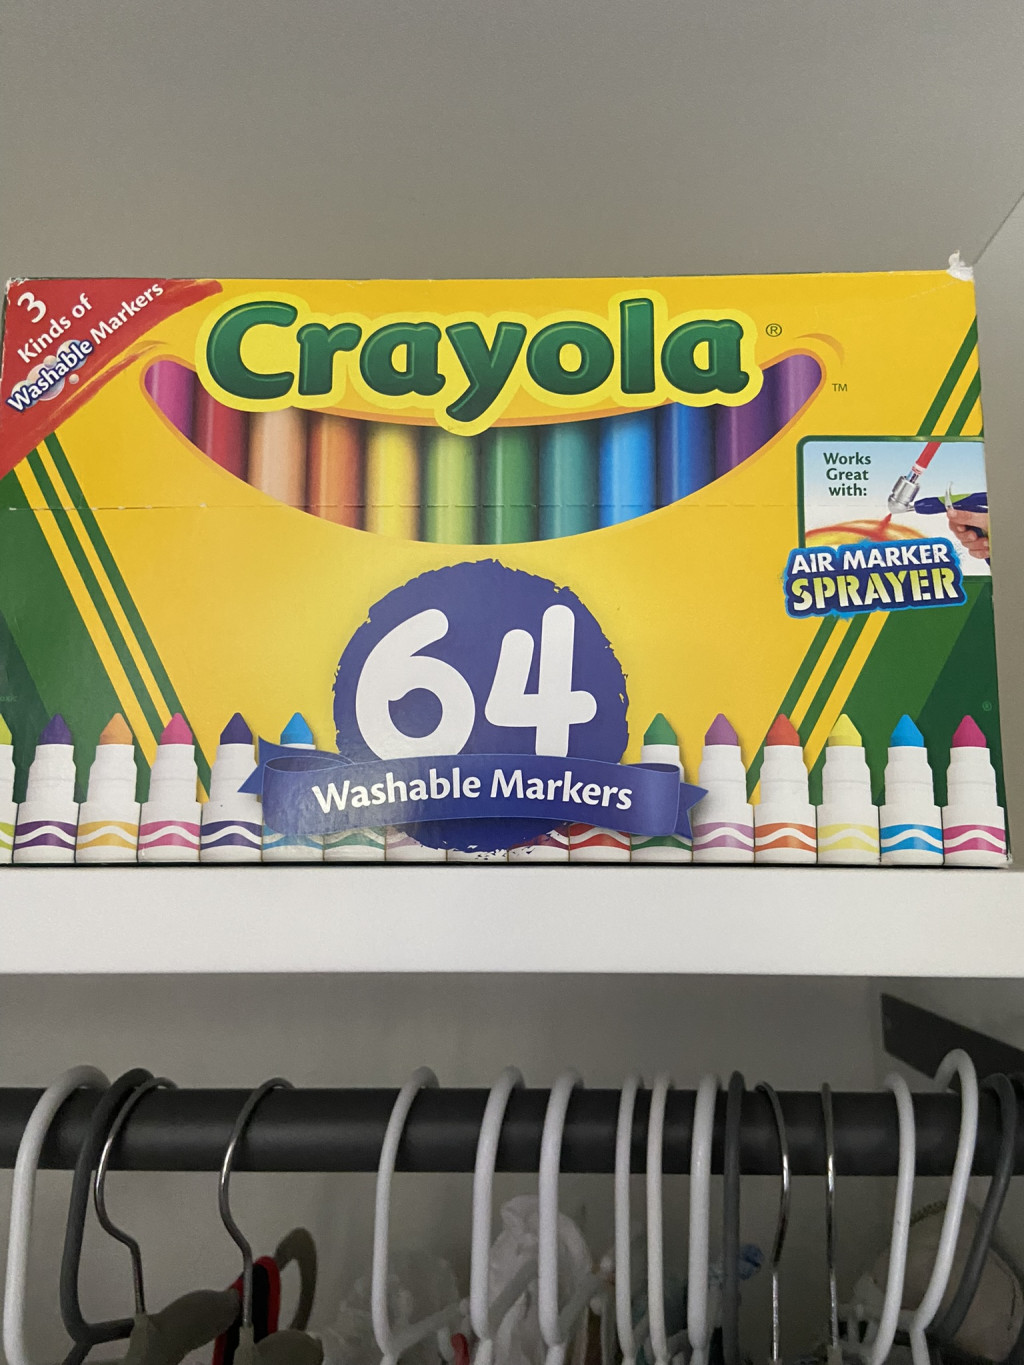 3
Kinds of
Washable Markers
Crayola®
™
Works
Great
with:
AIR MARKER
SPRAYER
64
Washable Markers
®